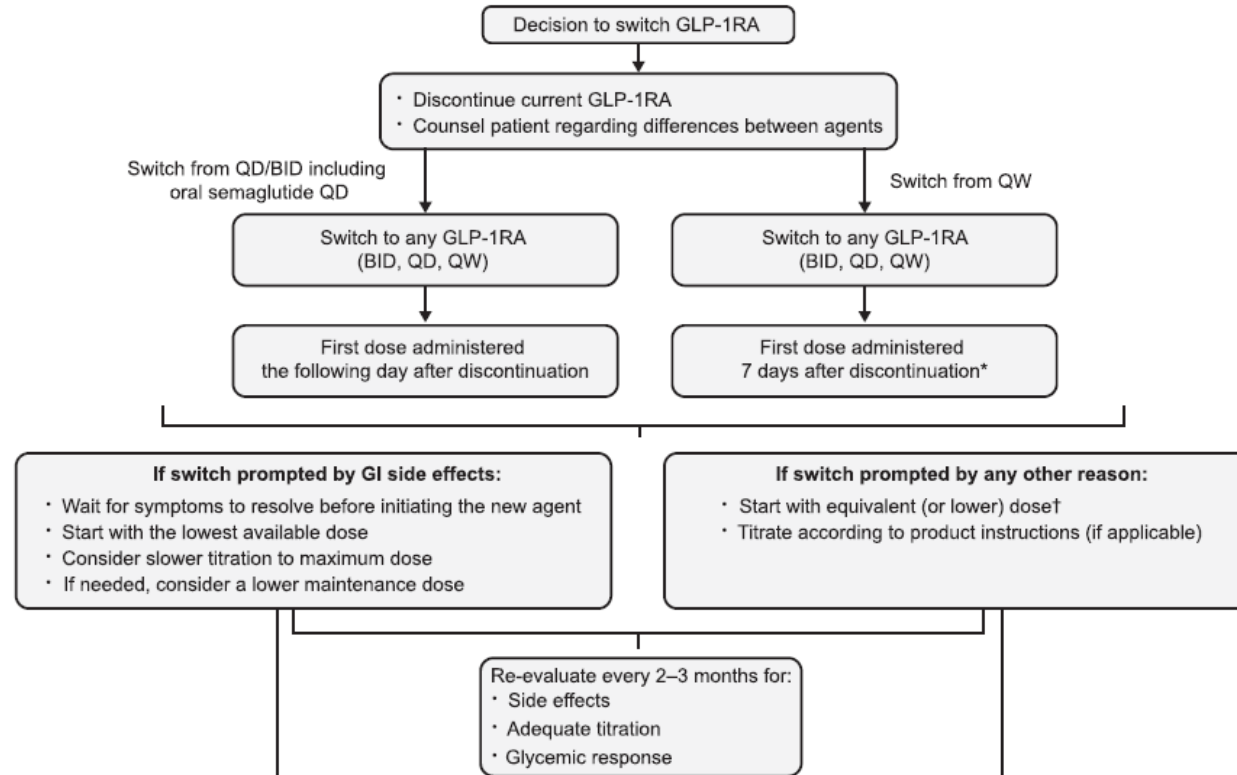 Decision to switch GLP-1RA
· Discontinue current GLP-1RA
· Counsel patient regarding differences between agents
Switch from QD/BID including
oral semaglutide QD
Switch from QW
Switch to any GLP-1RA
(BID, QD, QW)
Switch to any GLP-1RA
(BID, QD, QW)
First dose administered
the following day after discontinuation
First dose administered
7 days after discontinuation*
If switch prompted by GI side effects:
· Wait for symptoms to resolve before initiating the new agent
· Start with the lowest available dose
· Consider slower titration to maximum dose
· If needed, consider a lower maintenance dose
If switch prompted by any other reason:
· Start with equivalent (or lower) dose†
· Titrate according to product instructions (if applicable)
Re-evaluate every 2–3 months for:
· Side effects
· Adequate titration
· Glycemic response